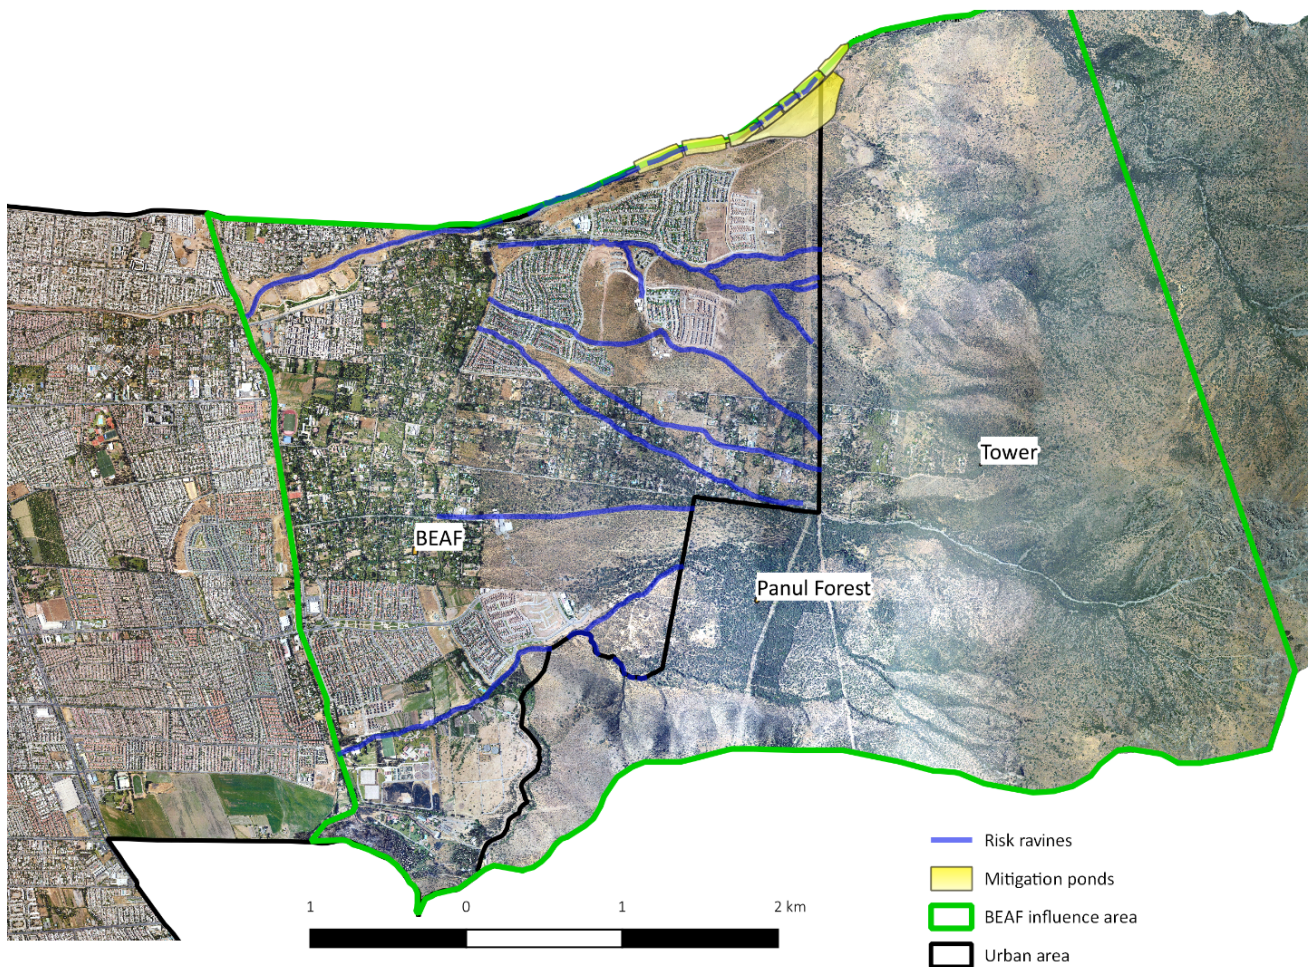 Tower
BEAF
Panul Forest
Risk ravines
Mitigation ponds
BEAF influence area
Urban area
1 0 1 2 km